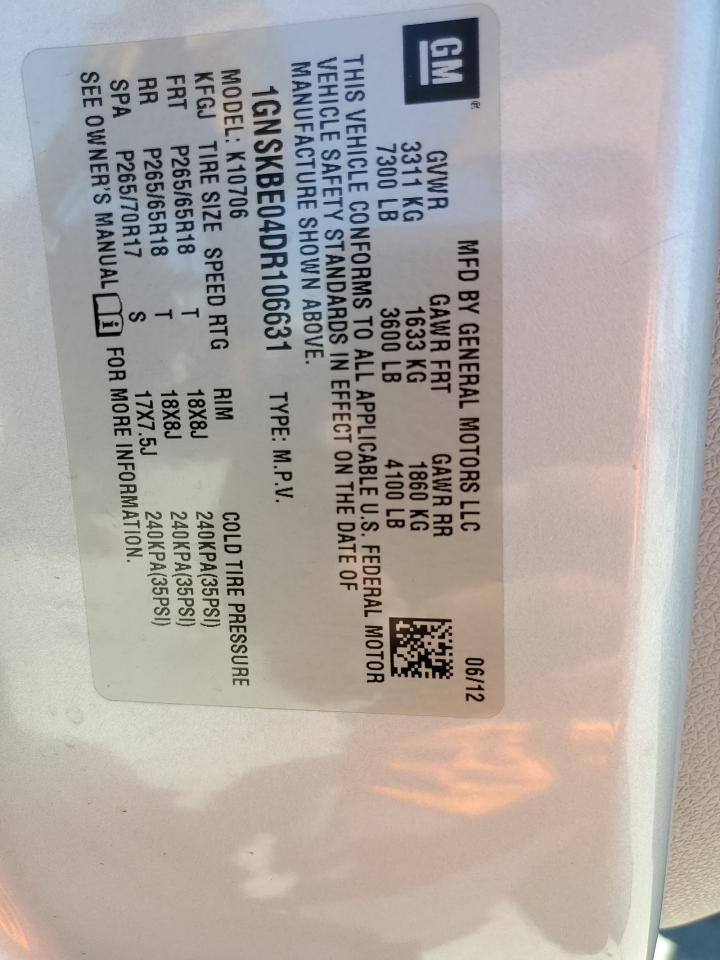 GM®
MFD BY GENERAL MOTORS LLC 06/12
GVWR GAWR FRT GAWR RR
3311 KG 1633 KG 1860 KG
7300 LB 3600 LB 4100 LB
THIS VEHICLE CONFORMS TO ALL APPLICABLE U.S. FEDERAL MOTOR
VEHICLE SAFETY STANDARDS IN EFFECT ON THE DATE OF
MANUFACTURE SHOWN ABOVE.
1GNSKBE04DR106631 TYPE: M.P.V.
MODEL: K10706 COLD TIRE PRESSURE
KFGJ TIRE SIZE SPEED RTG RIM 240KPA(35PSI)
FRT P265/65R18 T 18X8J 240KPA(35PSI)
RR P265/65R18 T 18X8J 240KPA(35PSI)
SPA P265/70R17 S 17X7.5J
SEE OWNER'S MANUAL FOR MORE INFORMATION.